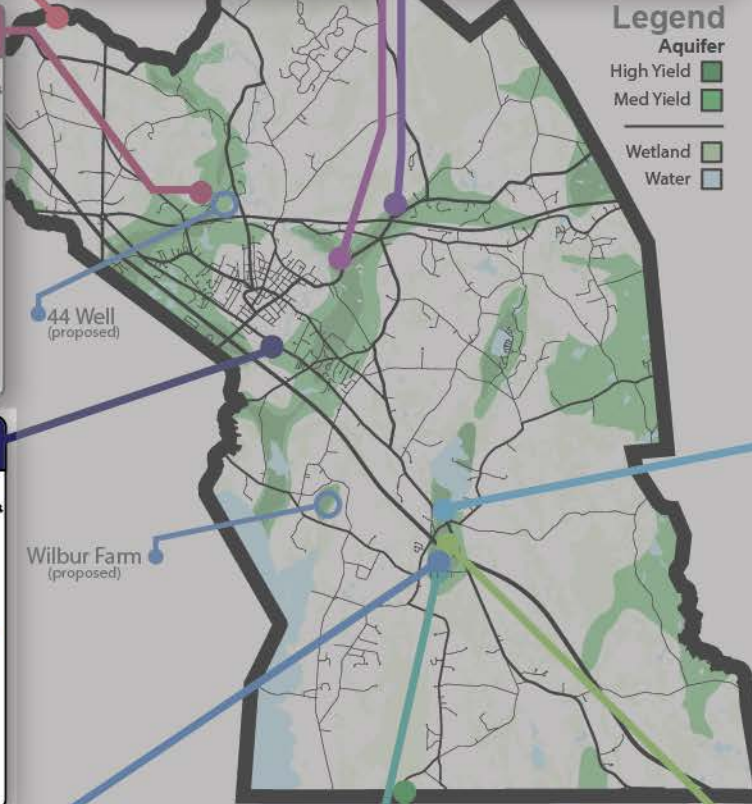 Legend
Aquifer
High Yield
Med Yield
Wetland
Water
44 Well
(proposed)
Wilbur Farm
(proposed)